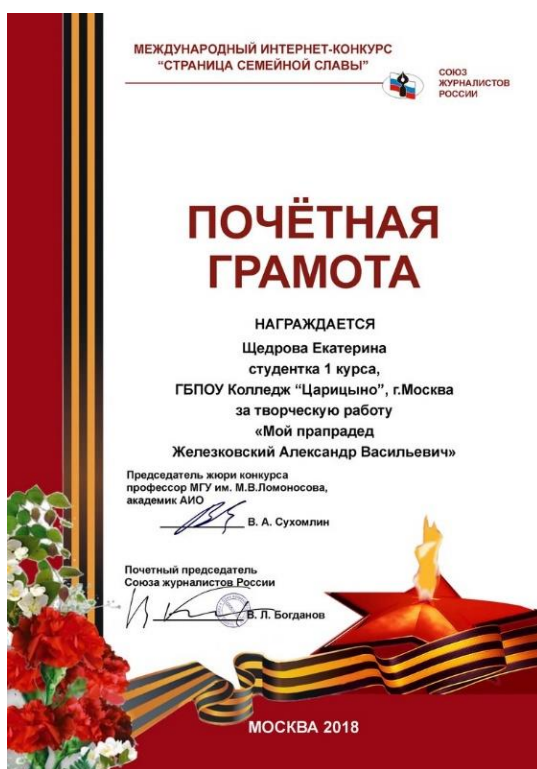 МЕЖДУНАРОДНЫЙ ИНТЕРНЕТ-КОНКУРС
“СТРАНИЦА СЕМЕЙНОЙ СЛАВЫ”
СОЮЗ
ЖУРНАЛИСТОВ
РОССИИ
ПОЧЁТНАЯ
ГРАМОТА
НАГРАЖДАЕТСЯ
Щедрова Екатерина
студентка 1 курса,
ГБПОУ Колледж “Царицыно”, г.Москва
за творческую работу
«Мой прапрадед
Железковский Александр Васильевич»
Председатель жюри конкурса
профессор МГУ им. М.В.Ломоносова,
академик АИО
В. А. Сухомлин
Почетный председатель
Союза журналистов России
В. Л. Богданов
МОСКВА 2018